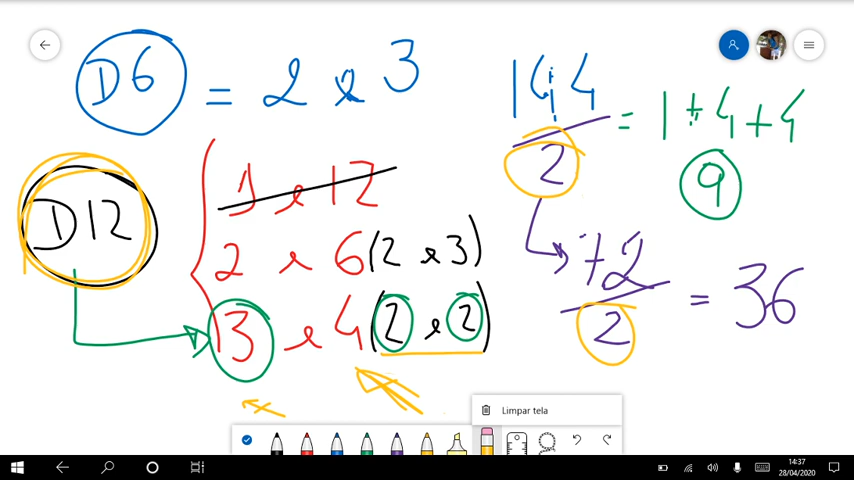 D6 = 2 e 3
D12
1 e 12
2 e 6 (2 e 3)
3 e 4 (2 e 2)
144
2
= 1 + 4 + 4
9
72
2
= 36
Limpar tela
14:37
28/04/2020